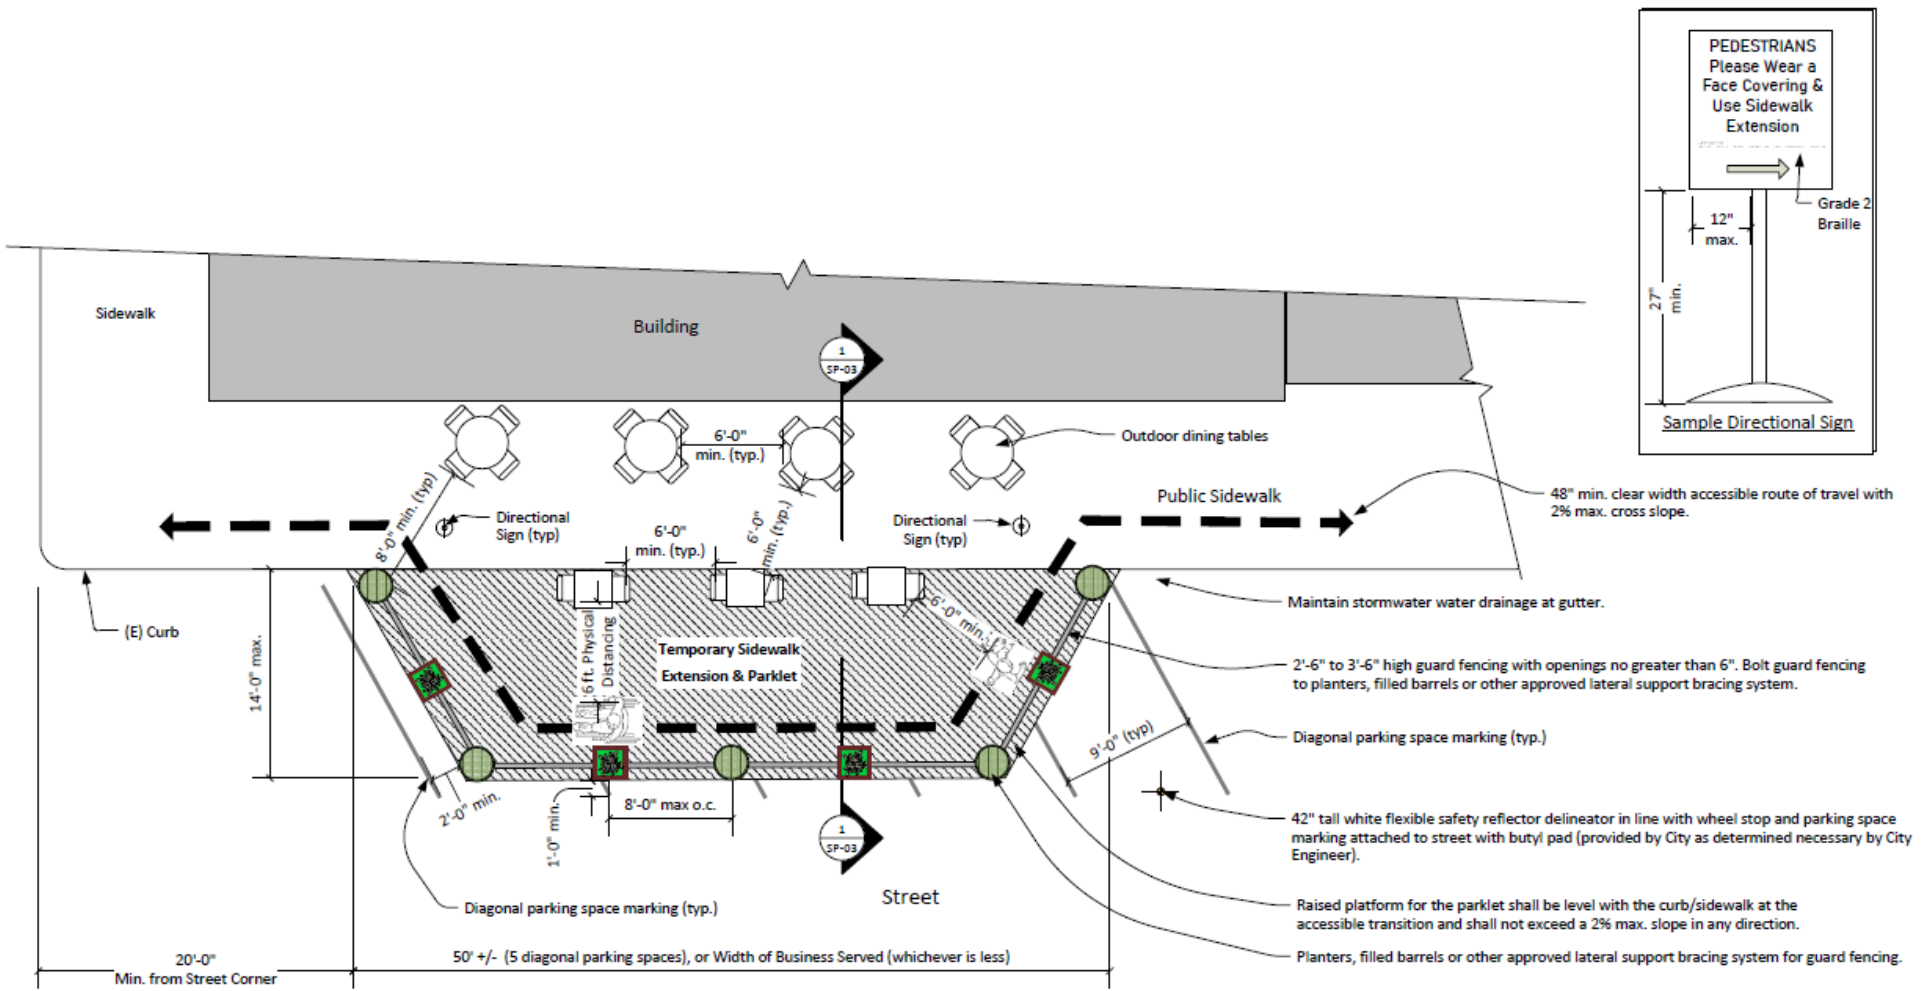 PEDESTRIANS
Please Wear a
Face Covering &
Use Sidewalk
Extension
Grade 2
Braille
12"
max.
27"
min.
Sample Directional Sign
Sidewalk
Building
1
SP-03
6'-0"
min. (typ.)
Outdoor dining tables
8'-0" min. (typ)
Directional
Sign (typ)
6'-0"
min. (typ.)
6'-0"
min. (typ.)
Directional
Sign (typ)
Public Sidewalk
48" min. clear width accessible route of travel with
2% max. cross slope.
(E) Curb
Maintain stormwater water drainage at gutter.
14'-0" max.
6 ft. Physical
Distancing
Temporary Sidewalk
Extension & Parklet
6'-0" min.
2'-6" to 3'-6" high guard fencing with openings no greater than 6". Bolt guard fencing
to planters, filled barrels or other approved lateral support bracing system.
9'-0" (typ)
Diagonal parking space marking (typ.)
2'-0" min.
1'-0" min.
8'-0" max o.c.
1
SP-03
42" tall white flexible safety reflector delineator in line with wheel stop and parking space
marking attached to street with butyl pad (provided by City as determined necessary by City
Engineer).
Street
Diagonal parking space marking (typ.)
Raised platform for the parklet shall be level with the curb/sidewalk at the
accessible transition and shall not exceed a 2% max. slope in any direction.
Planters, filled barrels or other approved lateral support bracing system for guard fencing.
20'-0"
Min. from Street Corner
50' +/- (5 diagonal parking spaces), or Width of Business Served (whichever is less)